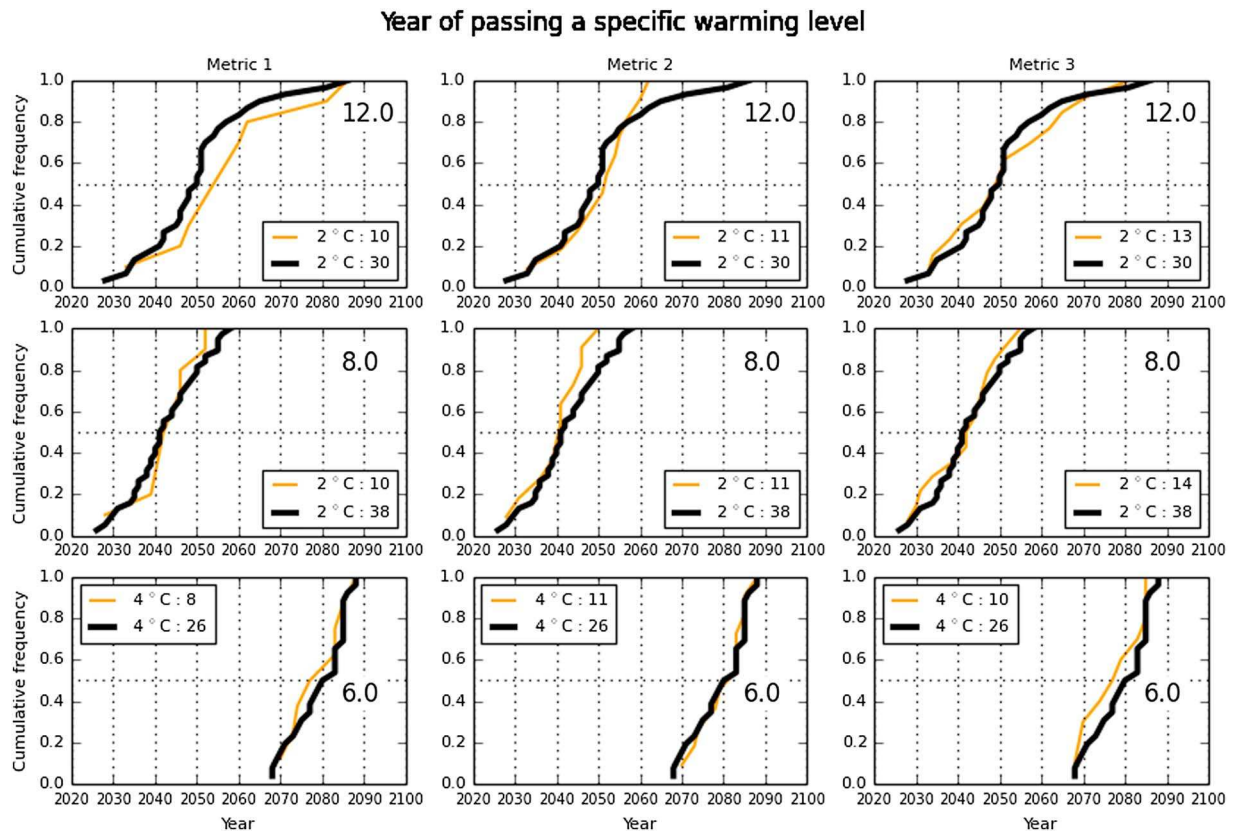 Year of passing a specific warming level
Metric 1 Metric 2 Metric 3
Cumulative frequency
1.0
0.8
0.6
0.4
0.2
0.0
12.0
2 °C : 10
2 °C : 30
2020 2030 2040 2050 2060 2070 2080 2090 2100
12.0
2 °C : 11
2 °C : 30
2020 2030 2040 2050 2060 2070 2080 2090 2100
12.0
2 °C : 13
2 °C : 30
2020 2030 2040 2050 2060 2070 2080 2090 2100
Cumulative frequency
1.0
0.8
0.6
0.4
0.2
0.0
8.0
2 °C : 10
2 °C : 38
2020 2030 2040 2050 2060 2070 2080 2090 2100
8.0
2 °C : 11
2 °C : 38
2020 2030 2040 2050 2060 2070 2080 2090 2100
8.0
2 °C : 14
2 °C : 38
2020 2030 2040 2050 2060 2070 2080 2090 2100
Cumulative frequency
1.0
0.8
0.6
0.4
0.2
0.0
4 °C : 8
4 °C : 26
6.0
2020 2030 2040 2050 2060 2070 2080 2090 2100
Year
4 °C : 11
4 °C : 26
6.0
2020 2030 2040 2050 2060 2070 2080 2090 2100
Year
4 °C : 10
4 °C : 26
6.0
2020 2030 2040 2050 2060 2070 2080 2090 2100
Year